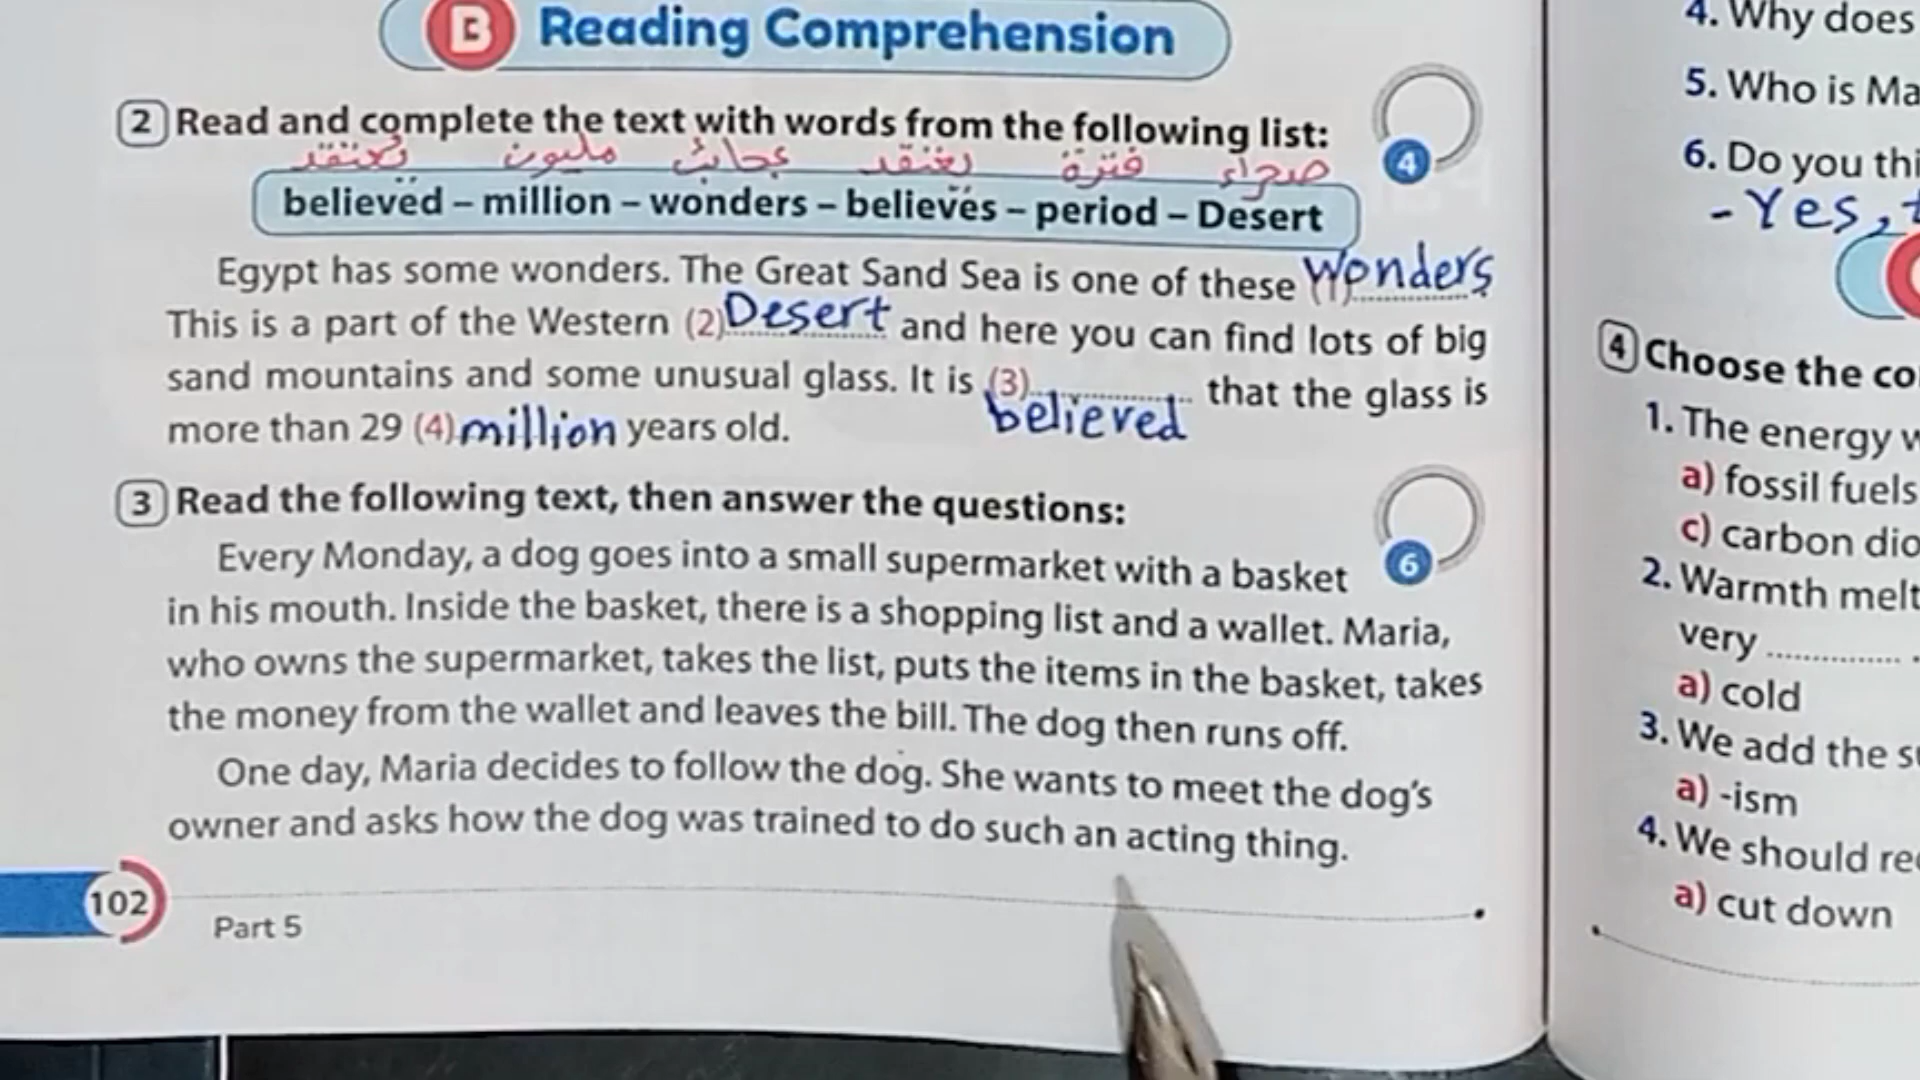 B Reading Comprehension
2 Read and complete the text with words from the following list:
تعتقد مليون عجائب يعتقد فترة صحراء
believed – million – wonders – believes – period – Desert
4
Egypt has some wonders. The Great Sand Sea is one of these (1) Wonders.
This is a part of the Western (2) Desert and here you can find lots of big
sand mountains and some unusual glass. It is (3) believed that the glass is
more than 29 (4) million years old.
3 Read the following text, then answer the questions:
6
Every Monday, a dog goes into a small supermarket with a basket
in his mouth. Inside the basket, there is a shopping list and a wallet. Maria,
who owns the supermarket, takes the list, puts the items in the basket, takes
the money from the wallet and leaves the bill. The dog then runs off.
One day, Maria decides to follow the dog. She wants to meet the dog's
owner and asks how the dog was trained to do such an acting thing.
102
Part 5
4. Why does
5. Who is Ma
6. Do you thi
- Yes,
4 Choose the co
1. The energy w
a) fossil fuels
c) carbon dio
2. Warmth melt
very .............. .
a) cold
3. We add the su
a) -ism
4. We should re
a) cut down